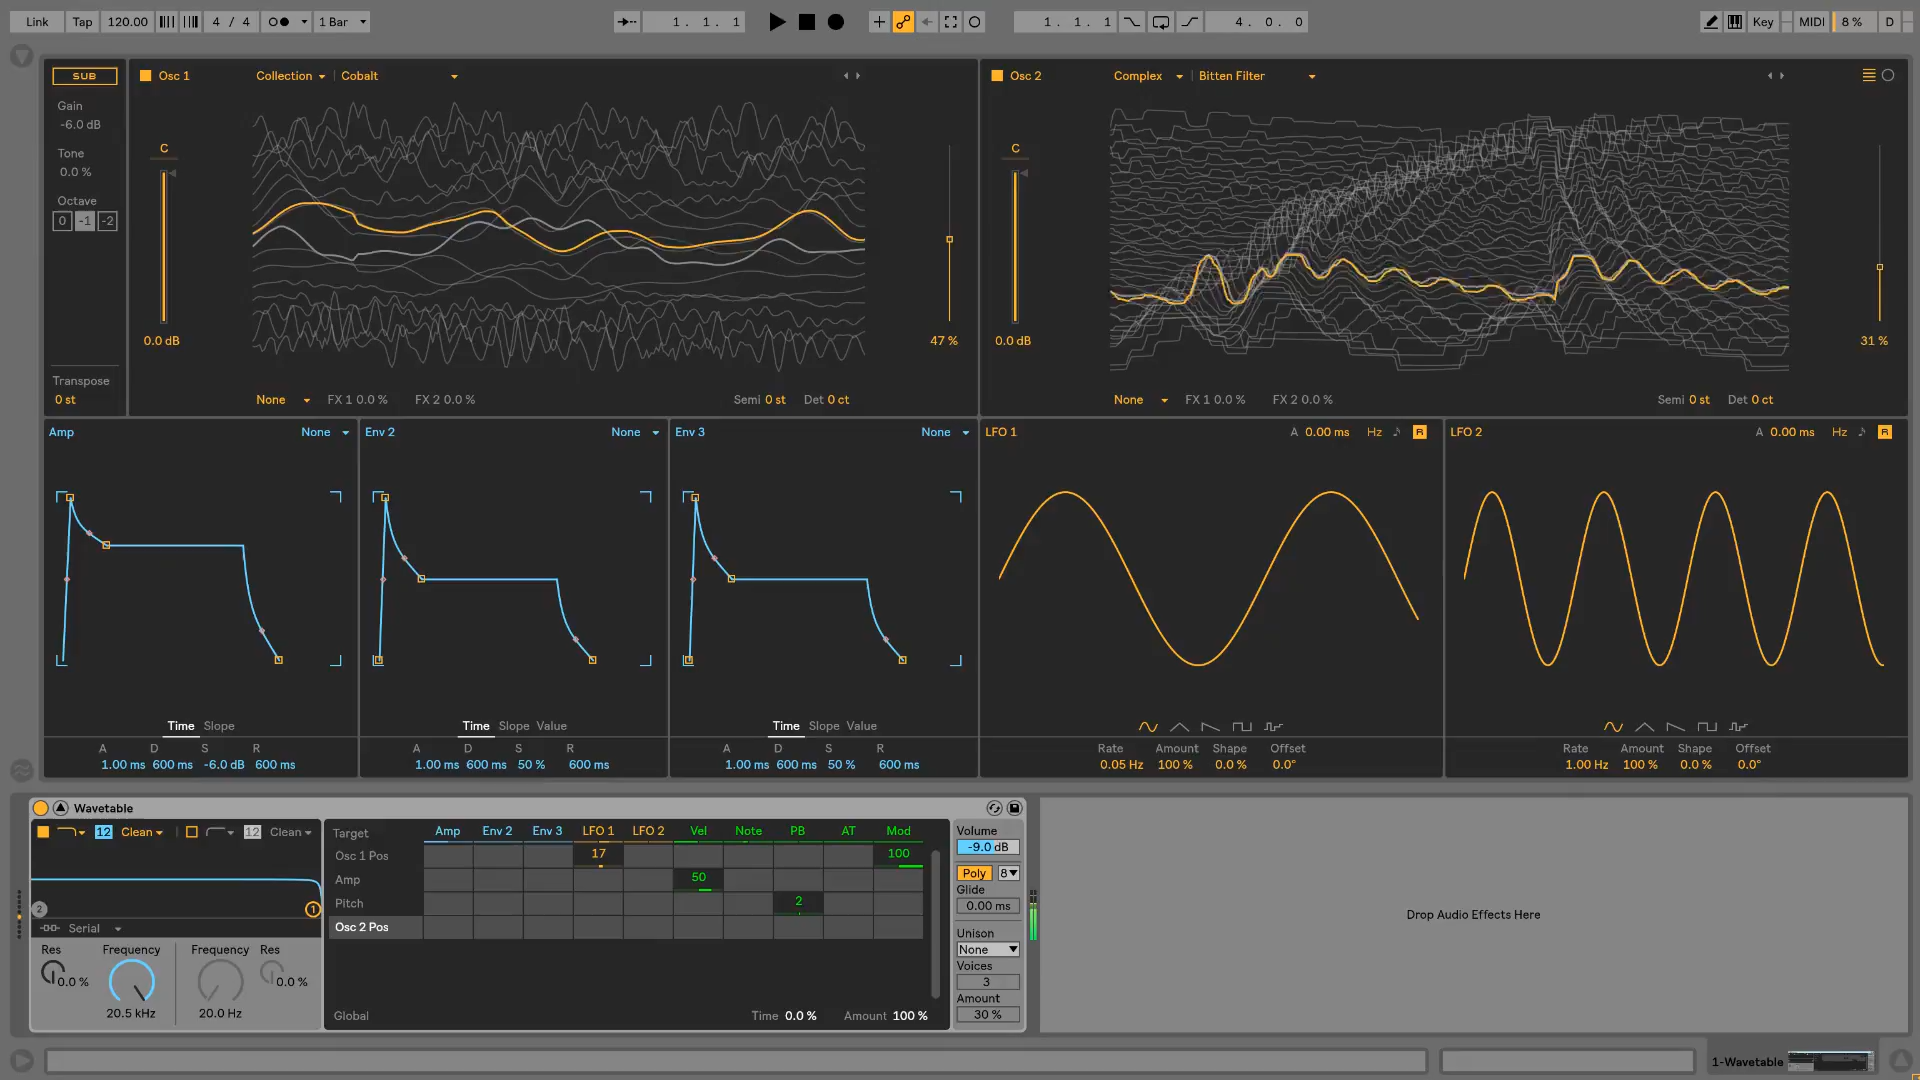 Link Tap 120.00 4 / 4 1 Bar 1. 1. 1 1. 1. 1 4. 0. 0 Key MIDI 8 % D
SUB
Gain
-6.0 dB
Tone
0.0 %
Octave
0 -1 -2
Transpose
0 st
Osc 1 Collection Cobalt
C
0.0 dB
47 %
None FX 1 0.0 % FX 2 0.0 % Semi 0 st Det 0 ct
Osc 2 Complex Bitten Filter
C
0.0 dB
31 %
None FX 1 0.0 % FX 2 0.0 % Semi 0 st Det 0 ct
Amp None
Time Slope
A D S R
1.00 ms 600 ms -6.0 dB 600 ms
Env 2 None
Time Slope Value
A D S R
1.00 ms 600 ms 50 % 600 ms
Env 3 None
Time Slope Value
A D S R
1.00 ms 600 ms 50 % 600 ms
LFO 1 A 0.00 ms Hz R
Rate Amount Shape Offset
0.05 Hz 100 % 0.0 % 0.0°
LFO 2 A 0.00 ms Hz R
Rate Amount Shape Offset
1.00 Hz 100 % 0.0 % 0.0°
Wavetable
12 Clean 12 Clean
2 1
Serial
Res Frequency Frequency Res
0.0 % 0.0 %
20.5 kHz 20.0 Hz
Target Amp Env 2 Env 3 LFO 1 LFO 2 Vel Note PB AT Mod
Osc 1 Pos 17 100
Amp 50
Pitch 2
Osc 2 Pos
Global Time 0.0 % Amount 100 %
Volume
-9.0 dB
Poly 8
Glide
0.00 ms
Unison
None
Voices
3
Amount
30 %
Drop Audio Effects Here
1-Wavetable